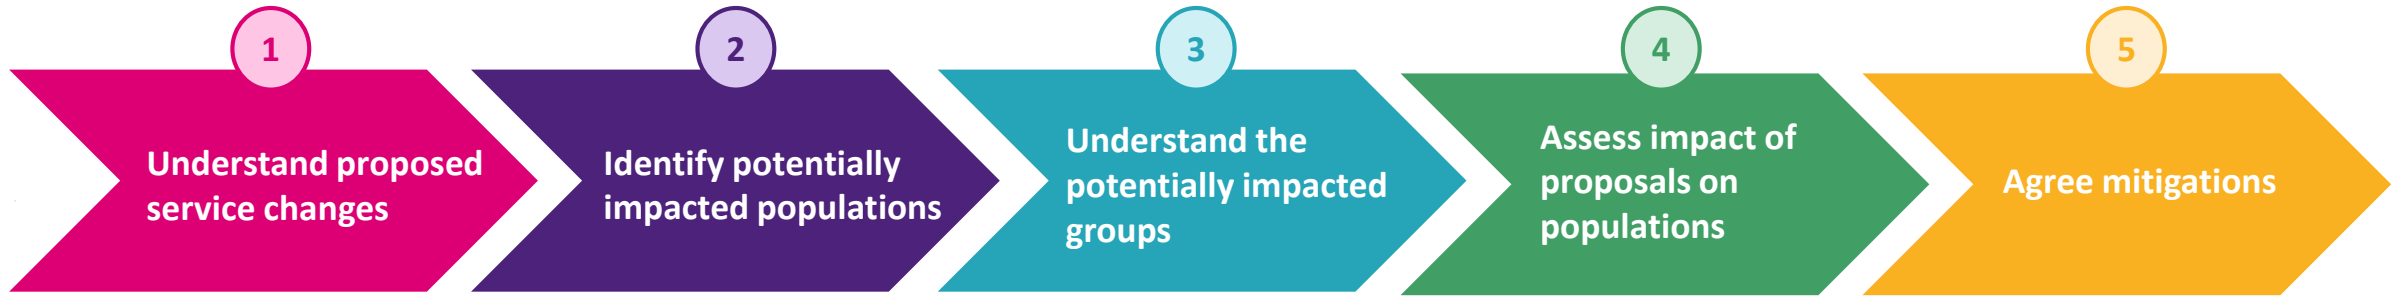 1
Understand proposed
service changes
2
Identify potentially
impacted populations
3
Understand the
potentially impacted
groups
4
Assess impact of
proposals on
populations
5
Agree mitigations